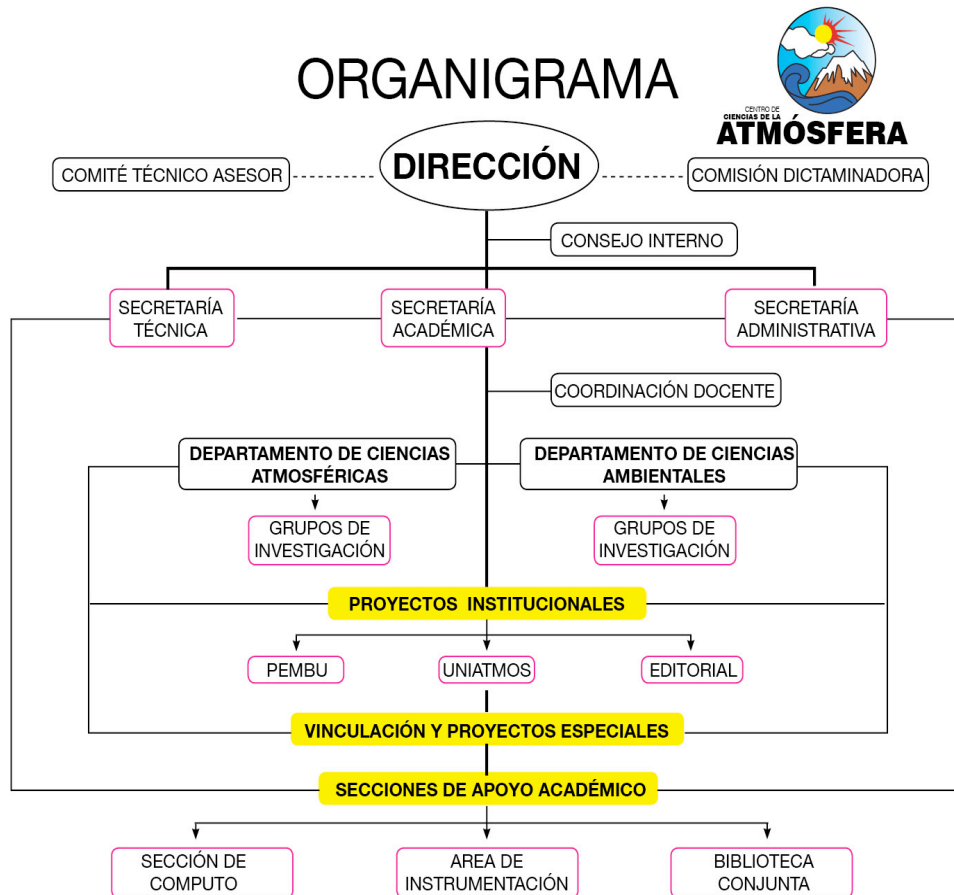 ORGANIGRAMA
CENTRO DE
CIENCIAS DE LA
ATMÓSFERA
COMITÉ TÉCNICO ASESOR
DIRECCIÓN
COMISIÓN DICTAMINADORA
CONSEJO INTERNO
SECRETARÍA
TÉCNICA
SECRETARÍA
ACADÉMICA
SECRETARÍA
ADMINISTRATIVA
COORDINACIÓN DOCENTE
DEPARTAMENTO DE CIENCIAS
ATMOSFÉRICAS
DEPARTAMENTO DE CIENCIAS
AMBIENTALES
GRUPOS DE
INVESTIGACIÓN
GRUPOS DE
INVESTIGACIÓN
PROYECTOS INSTITUCIONALES
PEMBU
UNIATMOS
EDITORIAL
VINCULACIÓN Y PROYECTOS ESPECIALES
SECCIONES DE APOYO ACADÉMICO
SECCIÓN DE
COMPUTO
AREA DE
INSTRUMENTACIÓN
BIBLIOTECA
CONJUNTA